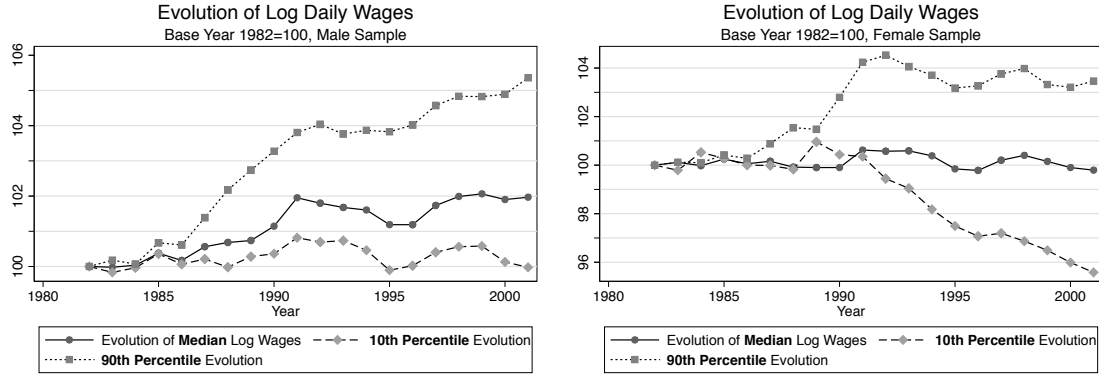 Evolution of Log Daily Wages
Base Year 1982=100, Male Sample
106
104
102
100
1980 1985 1990 1995 2000
Year
Evolution of Median Log Wages 10th Percentile Evolution
90th Percentile Evolution
Evolution of Log Daily Wages
Base Year 1982=100, Female Sample
104
102
100
98
96
1980 1985 1990 1995 2000
Year
Evolution of Median Log Wages 10th Percentile Evolution
90th Percentile Evolution